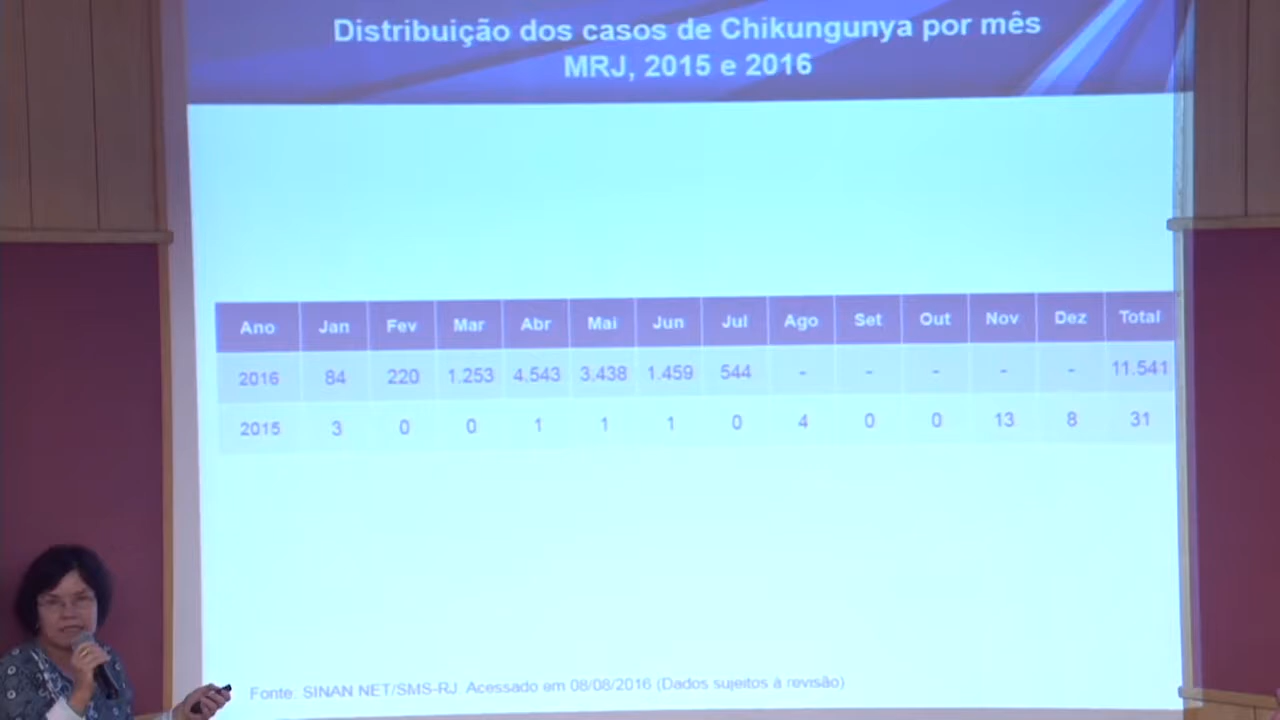 Distribuição dos casos de Chikungunya por mês
MRJ, 2015 e 2016
Ano Jan Fev Mar Abr Mai Jun Jul Ago Set Out Nov Dez Total
2016 84 220 1.253 4.543 3.438 1.459 544 - - - - - 11.541
2015 3 0 0 1 1 1 0 4 0 0 13 8 31
Fonte: SINAN NET/SMS-RJ Acessado em 08/08/2016 (Dados sujeitos à revisão)